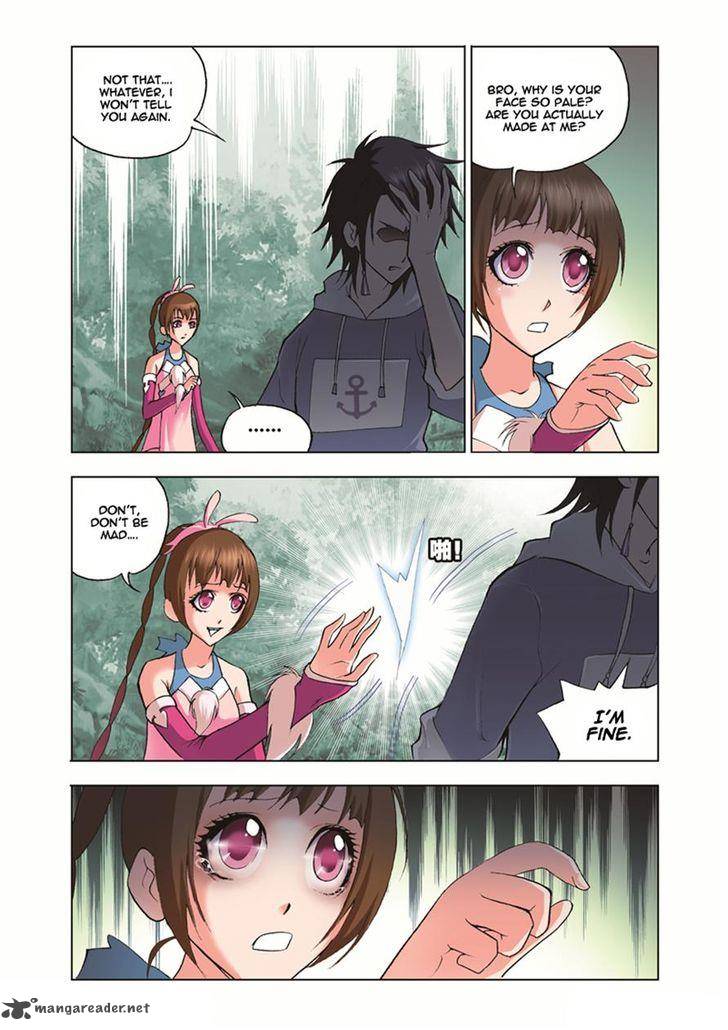 NOT THAT....
WHATEVER, I
WON'T TELL
YOU AGAIN.
......
BRO, WHY IS YOUR
FACE SO PALE?
ARE YOU ACTUALLY
MADE AT ME?
DON'T,
DON'T BE
MAD....
啪!
I'M
FINE.
mangareader.net